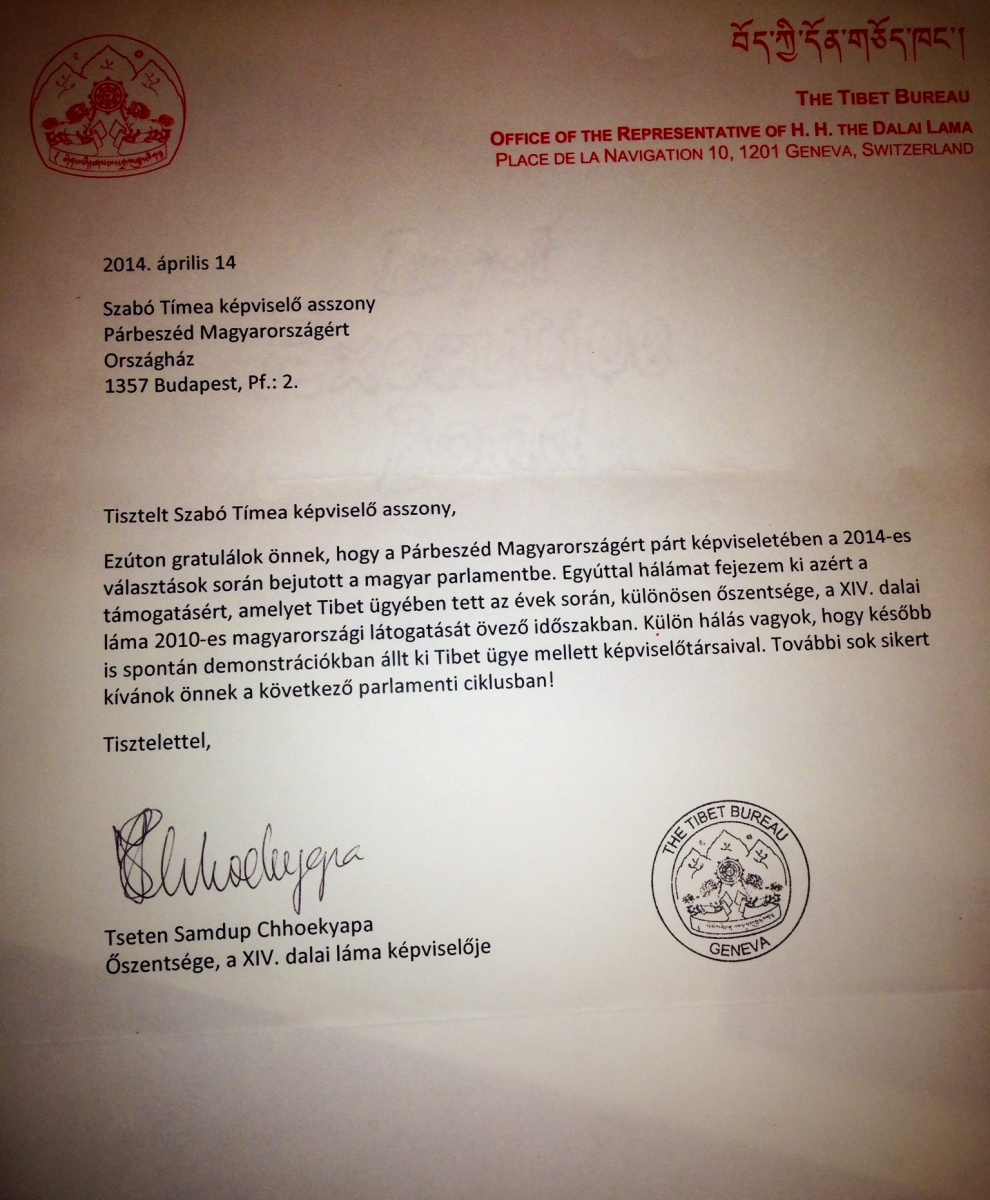 བོད་ཀྱི་དོན་གཅོད་ཁང་།
THE TIBET BUREAU
OFFICE OF THE REPRESENTATIVE OF H. H. THE DALAI LAMA
PLACE DE LA NAVIGATION 10, 1201 GENEVA, SWITZERLAND
2014. április 14
Szabó Tímea képviselő asszony
Párbeszéd Magyarországért
Országház
1357 Budapest, Pf.: 2.
Tisztelt Szabó Tímea képviselő asszony,
Ezúton gratulálok önnek, hogy a Párbeszéd Magyarországért párt képviseletében a 2014-es
választások során bejutott a magyar parlamentbe. Egyúttal hálámat fejezem ki azért a
támogatásért, amelyet Tibet ügyében tett az évek során, különösen őszentsége, a XIV. dalai
láma 2010-es magyarországi látogatását övező időszakban. Külön hálás vagyok, hogy később
is spontán demonstrációkban állt ki Tibet ügye mellett képviselőtársaival. További sok sikert
kívánok önnek a következő parlamenti ciklusban!
Tisztelettel,
Chhoekyapa
Tseten Samdup Chhoekyapa
Őszentsége, a XIV. dalai láma képviselője
THE TIBET BUREAU
GENEVA